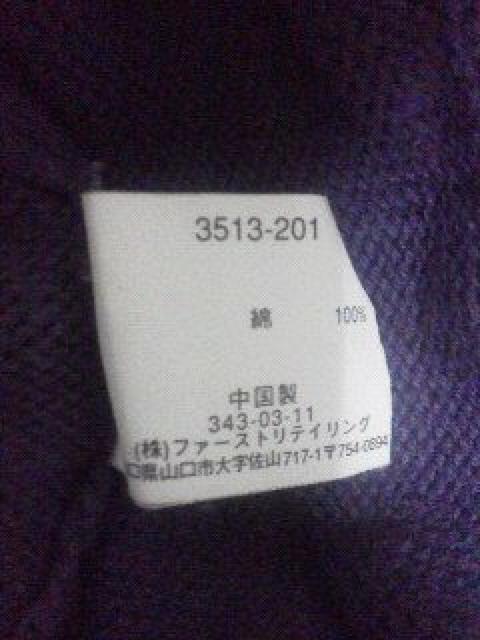 3513-201
綿 100%
中国製
343-03-11
(株)ファーストリテイリング
口県山口市大字佐山717-1〒754-0894